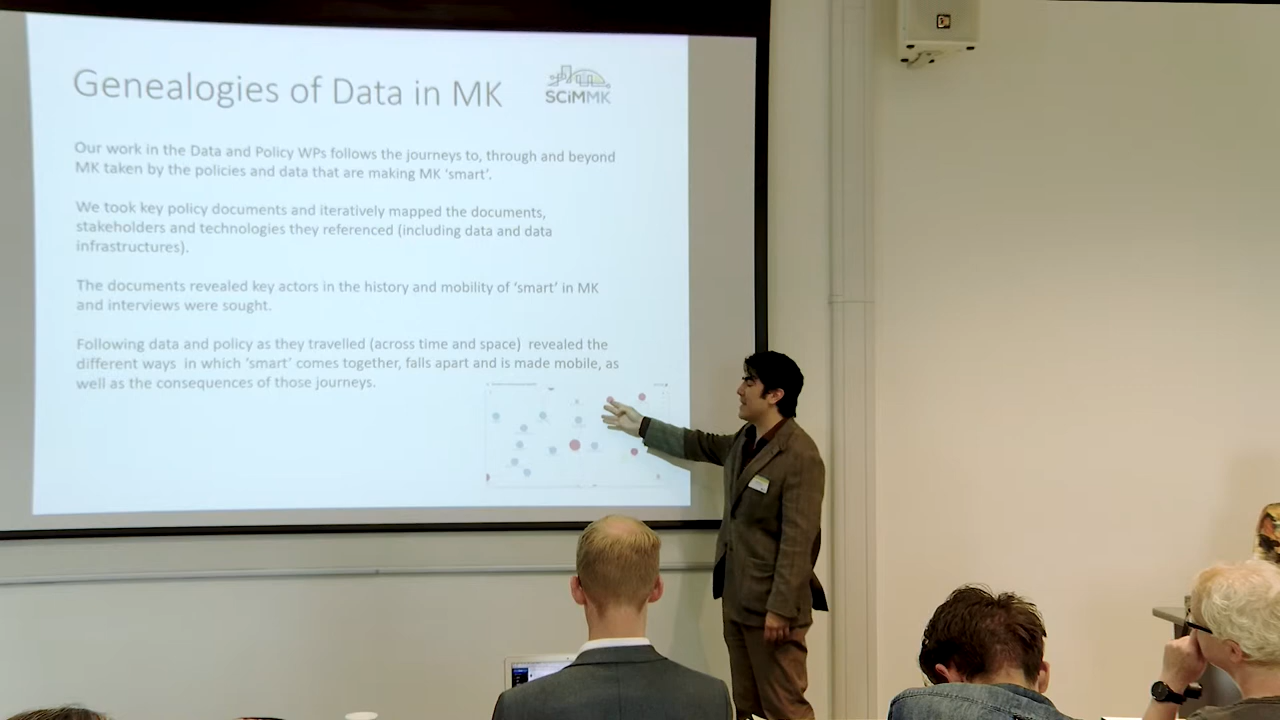 Genealogies of Data in MK
SCiMMK
Our work in the Data and Policy WPs follows the journeys to, through and beyond
MK taken by the policies and data that are making MK ‘smart’.
We took key policy documents and iteratively mapped the documents,
stakeholders and technologies they referenced (including data and data
infrastructures).
The documents revealed key actors in the history and mobility of ‘smart’ in MK
and interviews were sought.
Following data and policy as they travelled (across time and space) revealed the
different ways in which ‘smart’ comes together, falls apart and is made mobile, as
well as the consequences of those journeys.